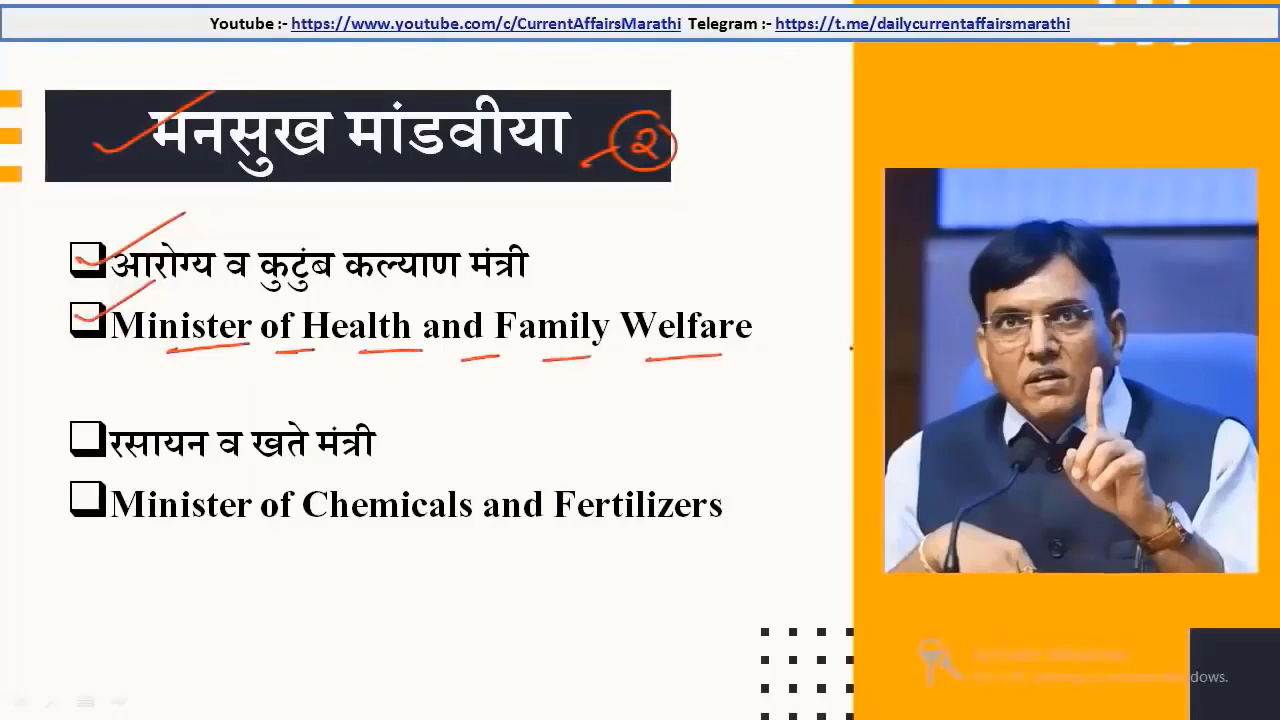 Youtube :- https://www.youtube.com/c/CurrentAffairsMarathi Telegram :- https://t.me/dailycurrentaffairsmarathi
मनसुख मांडवीया २
आरोग्य व कुटुंब कल्याण मंत्री
Minister of Health and Family Welfare
रसायन व खते मंत्री
Minister of Chemicals and Fertilizers